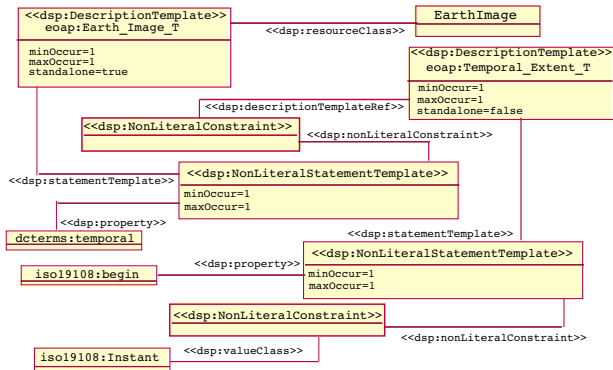 <<dsp:DescriptionTemplate>>
eoap:Earth_Image_T
minOccur=1
maxOccur=1
standalone=true
<<dsp:resourceClass>>
EarthImage
<<dsp:DescriptionTemplate>>
eoap:Temporal_Extent_T
minOccur=1
maxOccur=1
standalone=false
<<dsp:descriptionTemplateRef>>
<<dsp:NonLiteralConstraint>>
<<dsp:nonLiteralConstraint>>
<<dsp:statementTemplate>>
<<dsp:NonLiteralStatementTemplate>>
minOccur=1
maxOccur=1
<<dsp:property>>
dcterms:temporal
<<dsp:statementTemplate>>
<<dsp:NonLiteralStatementTemplate>>
minOccur=1
maxOccur=1
<<dsp:property>>
iso19108:begin
<<dsp:NonLiteralConstraint>>
<<dsp:nonLiteralConstraint>>
<<dsp:valueClass>>
iso19108:Instant